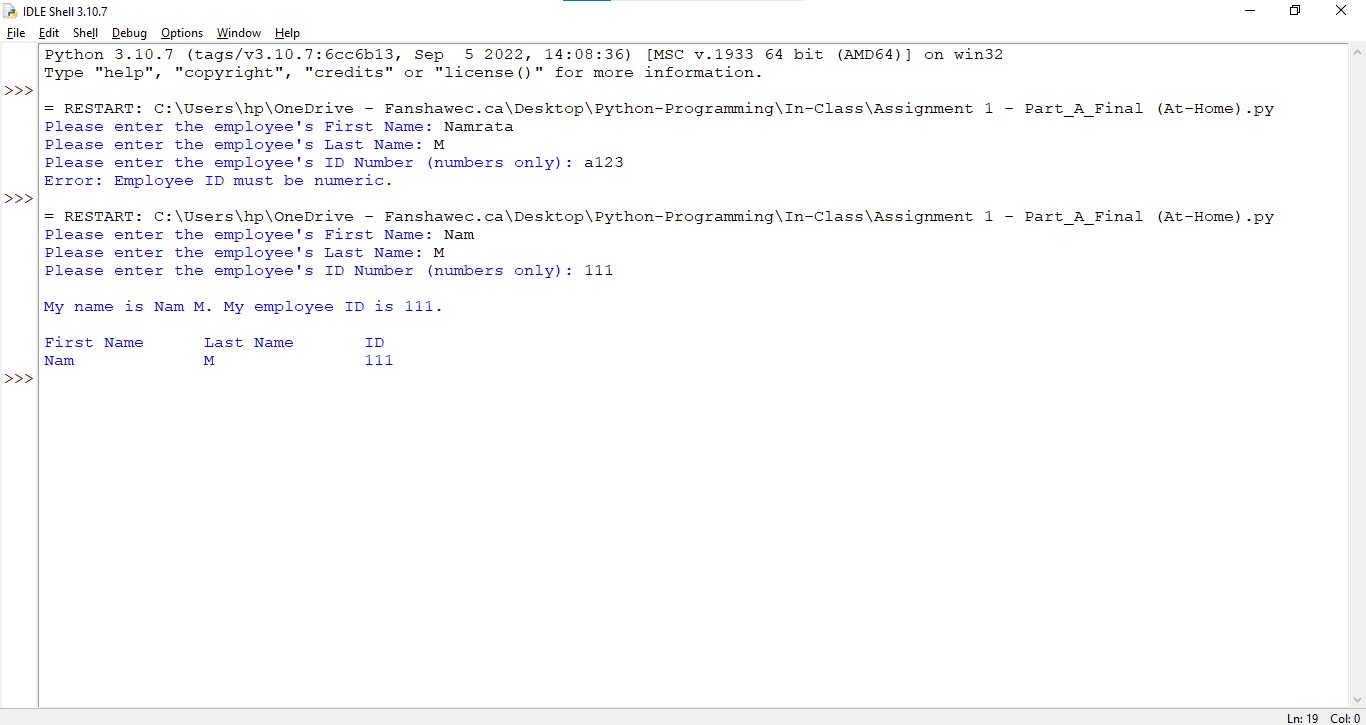 IDLE Shell 3.10.7
File Edit Shell Debug Options Window Help
Python 3.10.7 (tags/v3.10.7:6cc6b13, Sep  5 2022, 14:08:36) [MSC v.1933 64 bit (AMD64)] on win32
Type "help", "copyright", "credits" or "license()" for more information.
>>>
= RESTART: C:\Users\hp\OneDrive - Fanshawec.ca\Desktop\Python-Programming\In-Class\Assignment 1 - Part_A_Final (At-Home).py
Please enter the employee's First Name: Namrata
Please enter the employee's Last Name: M
Please enter the employee's ID Number (numbers only): a123
Error: Employee ID must be numeric.
>>>
= RESTART: C:\Users\hp\OneDrive - Fanshawec.ca\Desktop\Python-Programming\In-Class\Assignment 1 - Part_A_Final (At-Home).py
Please enter the employee's First Name: Nam
Please enter the employee's Last Name: M
Please enter the employee's ID Number (numbers only): 111
My name is Nam M. My employee ID is 111.
First Name      Last Name       ID
Nam             M               111
>>>
Ln: 19 Col: 0